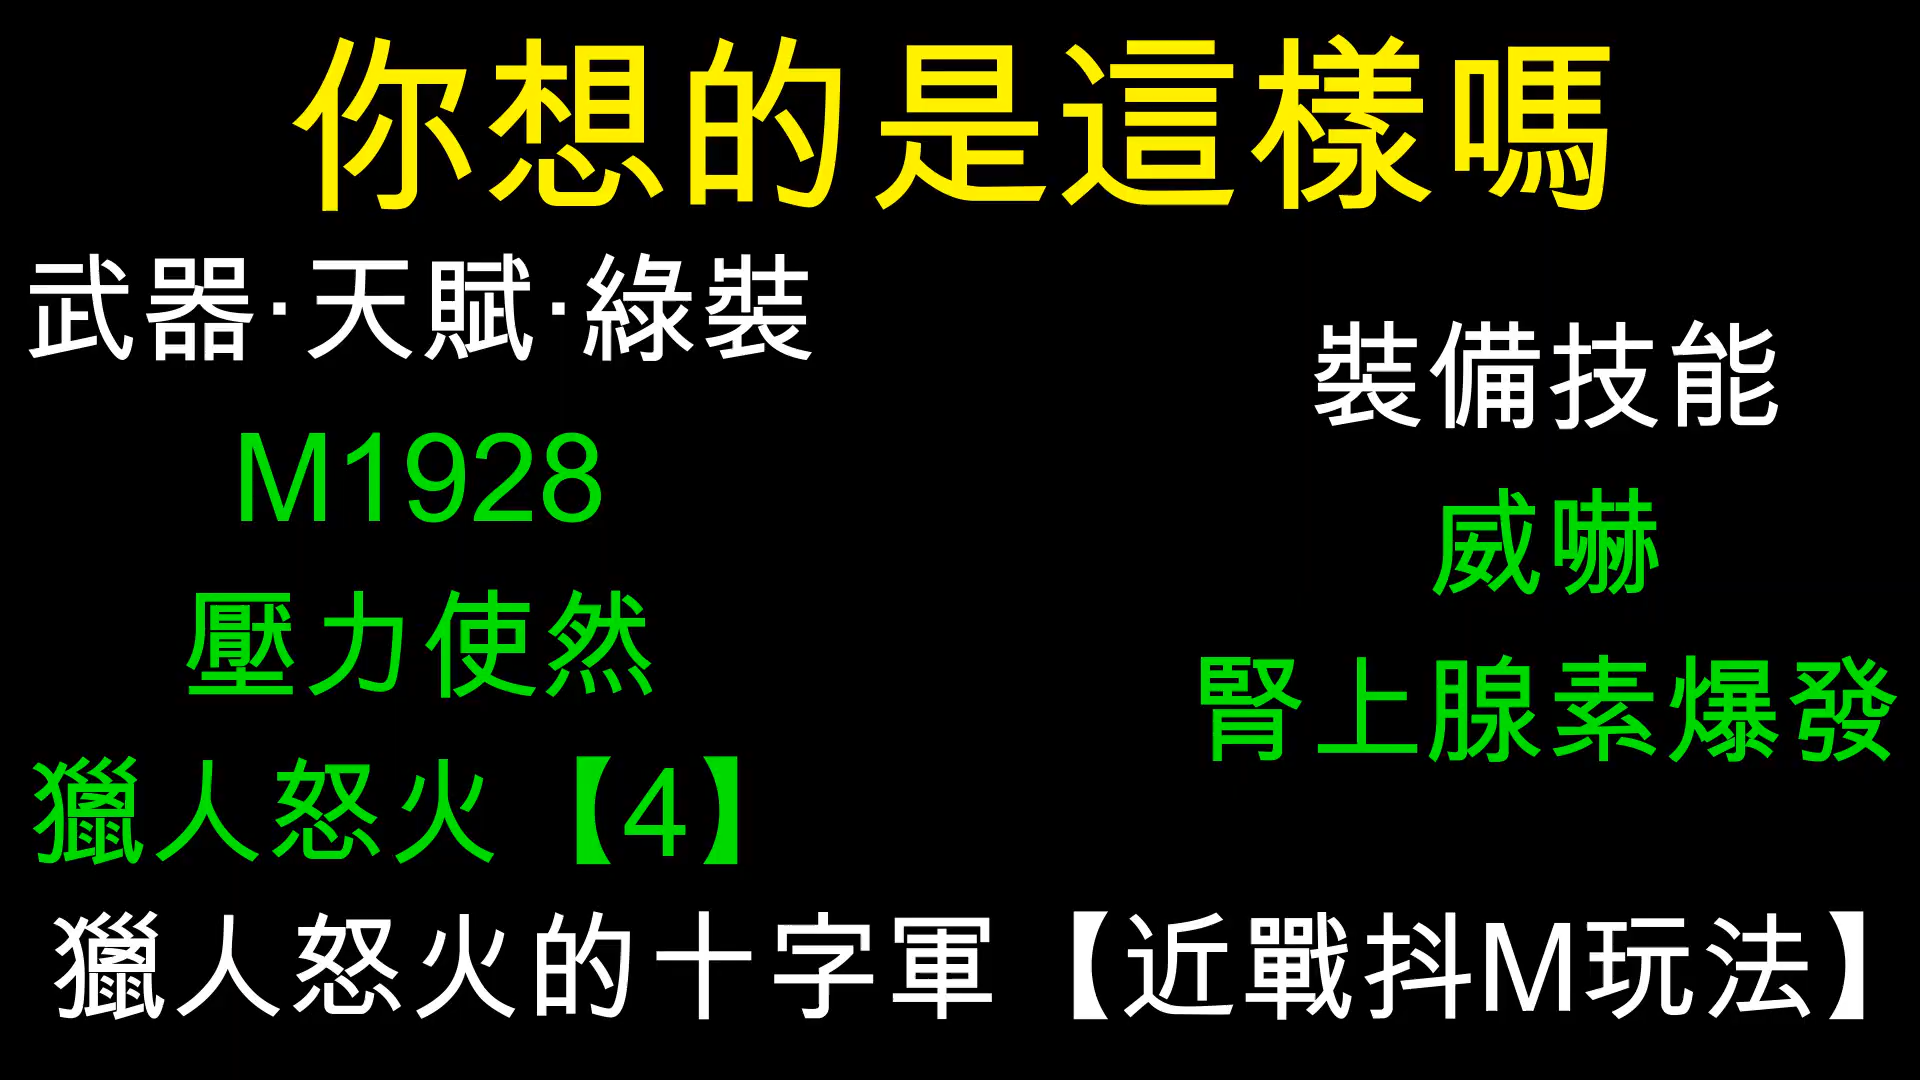 你想的是這樣嗎
武器·天賦·綠裝
M1928
壓力使然
獵人怒火【4】
裝備技能
威嚇
腎上腺素爆發
獵人怒火的十字軍【近戰抖M玩法】